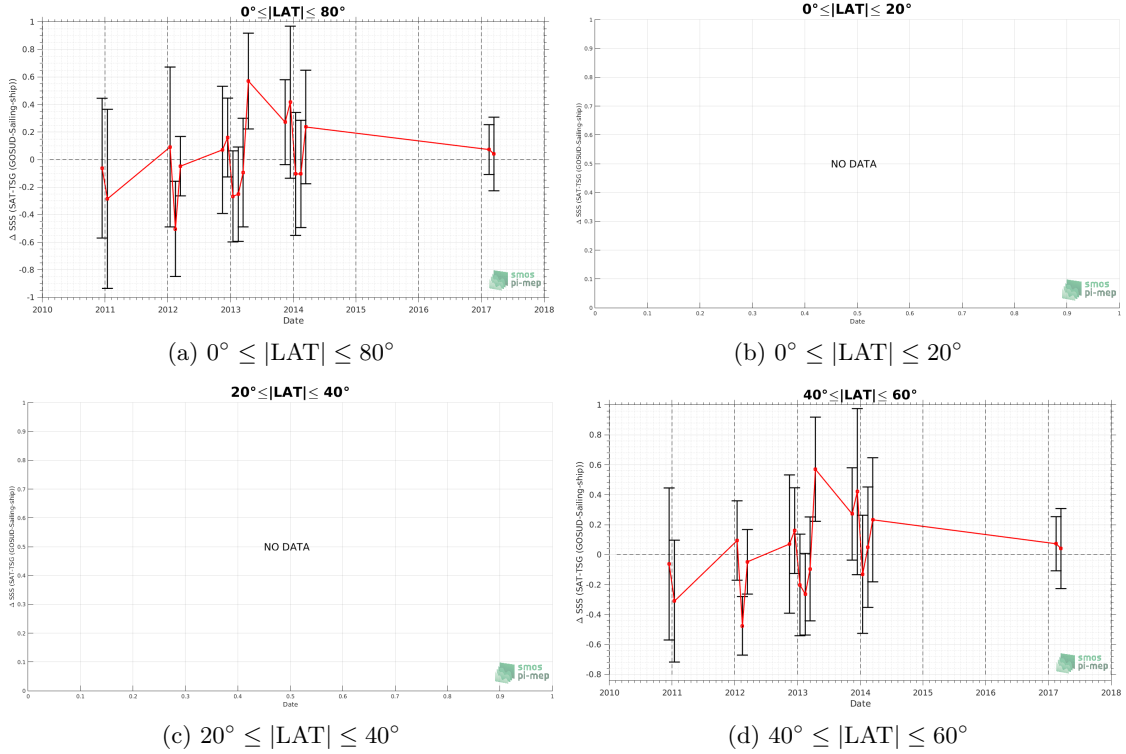 0°≤|LAT|≤ 80°
Δ SSS (SAT-TSG (GOSUD-Sailing-ship))
1
0.8
0.6
0.4
0.2
0
-0.2
-0.4
-0.6
-0.8
-1
2010 2011 2012 2013 2014 2015 2016 2017 2018
Date
smos
pi-mep
(a) 0° ≤ |LAT| ≤ 80°
0°≤|LAT|≤ 20°
Δ SSS (SAT-TSG (GOSUD-Sailing-ship))
1
0.9
0.8
0.7
0.6
0.5
0.4
0.3
0.2
0.1
0
NO DATA
0 0.1 0.2 0.3 0.4 0.5 0.6 0.7 0.8 0.9 1
Date
smos
pi-mep
(b) 0° ≤ |LAT| ≤ 20°
20°≤|LAT|≤ 40°
Δ SSS (SAT-TSG (GOSUD-Sailing-ship))
1
0.9
0.8
0.7
0.6
0.5
0.4
0.3
0.2
0.1
0
NO DATA
0 0.1 0.2 0.3 0.4 0.5 0.6 0.7 0.8 0.9 1
Date
smos
pi-mep
(c) 20° ≤ |LAT| ≤ 40°
40°≤|LAT|≤ 60°
Δ SSS (SAT-TSG (GOSUD-Sailing-ship))
1
0.8
0.6
0.4
0.2
0
-0.2
-0.4
-0.6
-0.8
2010 2011 2012 2013 2014 2015 2016 2017 2018
Date
smos
pi-mep
(d) 40° ≤ |LAT| ≤ 60°